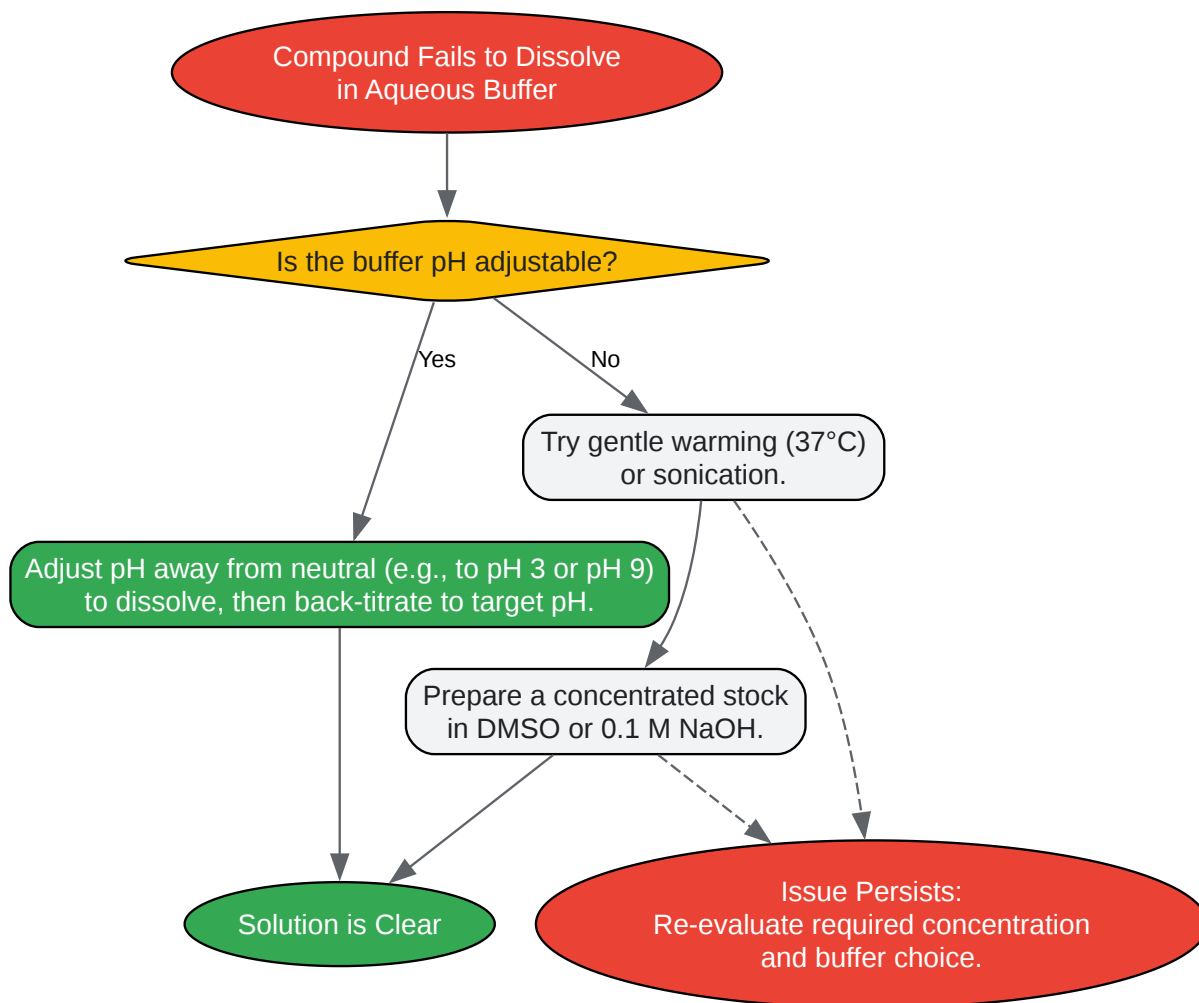 Compound Fails to Dissolve
in Aqueous Buffer
Is the buffer pH adjustable?
Yes
No
Try gentle warming (37°C)
or sonication.
Adjust pH away from neutral (e.g., to pH 3 or pH 9)
to dissolve, then back-titrate to target pH.
Prepare a concentrated stock
in DMSO or 0.1 M NaOH.
Solution is Clear
Issue Persists:
Re-evaluate required concentration
and buffer choice.